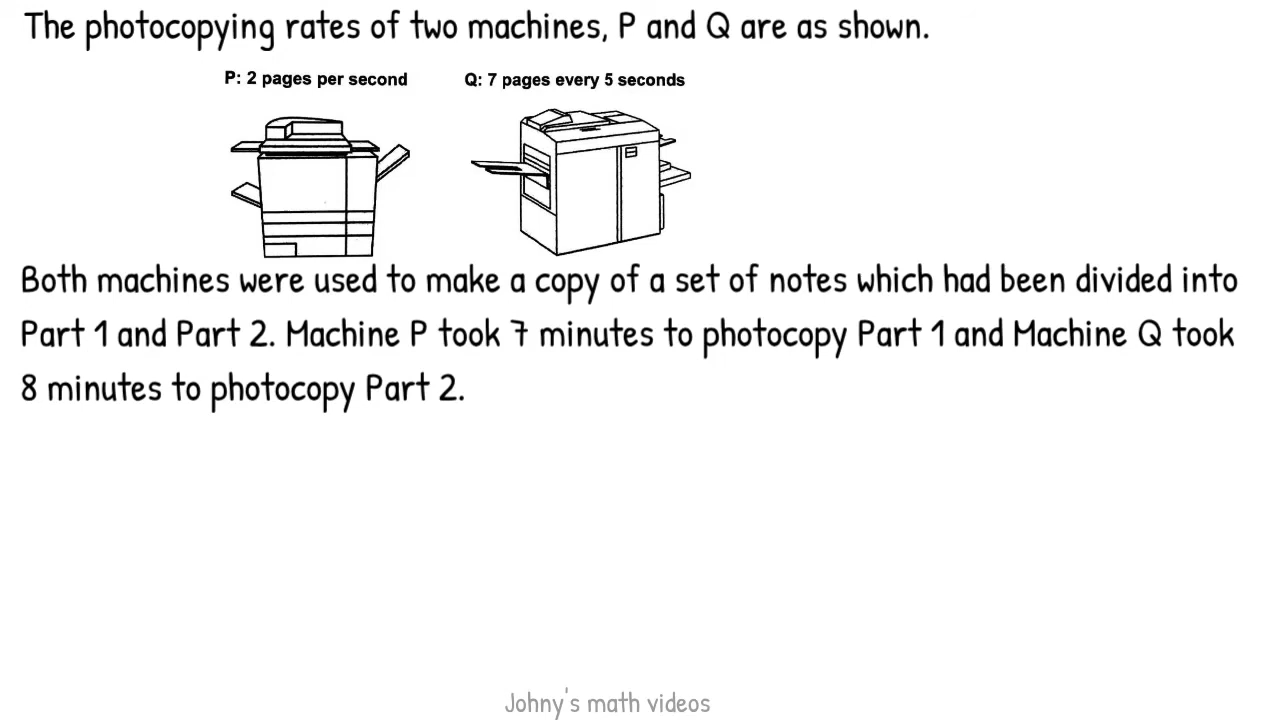 The photocopying rates of two machines, P and Q are as shown.
P: 2 pages per second
Q: 7 pages every 5 seconds
Both machines were used to make a copy of a set of notes which had been divided into
Part 1 and Part 2. Machine P took 7 minutes to photocopy Part 1 and Machine Q took
8 minutes to photocopy Part 2.
Johny's math videos